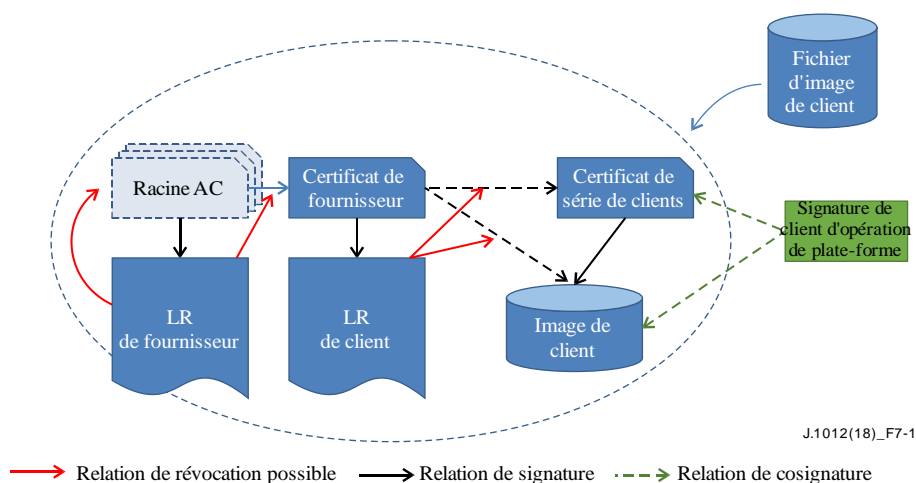 Fichier
d'image
de client
Racine AC
Certificat de
fournisseur
Certificat de
série de clients
Signature de
client d'opération
de plate-forme
LR
de fournisseur
LR
de client
Image de
client
J.1012(18)_F7-1
Relation de révocation possible
Relation de signature
Relation de cosignature